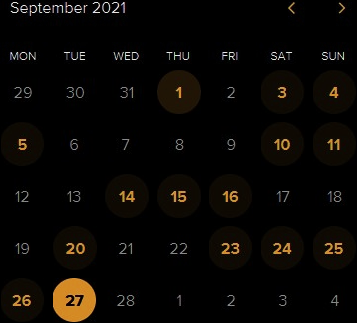 September 2021
MON TUE WED THU FRI SAT SUN
29 30 31 1 2 3 4
5 6 7 8 9 10 11
12 13 14 15 16 17 18
19 20 21 22 23 24 25
26 27 28 1 2 3 4